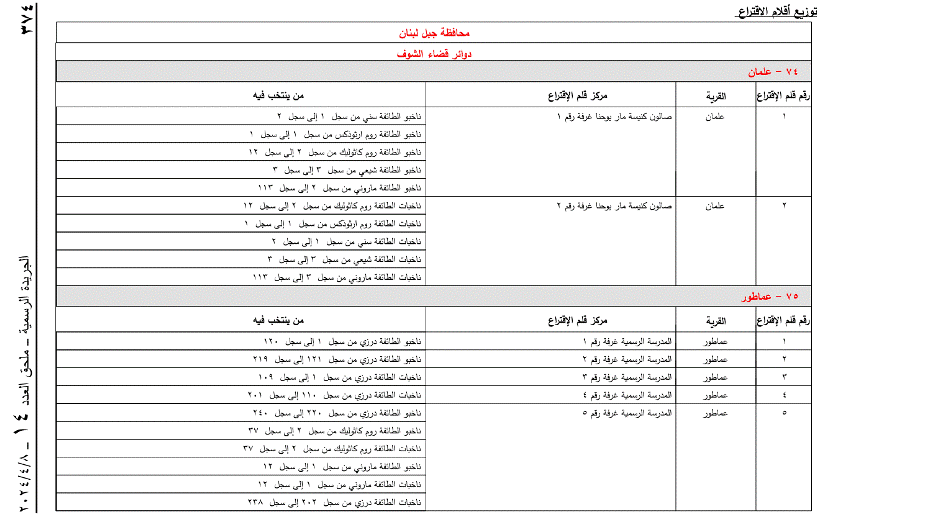 توزيع أقلام الاقتراع
محافظة جبل لبنان
دوائر قضاء الشوف
٧٤ - علمان
رقم قلم الإقتراع القرية مركز قلم الإقتراع من ينتخب فيه
١ علمان صالون كنيسة مار يوحنا غرفة رقم ١ ناخبو الطائفة سني من سجل ١ إلى سجل ٢
ناخبو الطائفة روم ارثوذكس من سجل ١ إلى سجل ١
ناخبو الطائفة روم كاثوليك من سجل ٢ إلى سجل ١٢
ناخبو الطائفة شيعي من سجل ٣ إلى سجل ٣
ناخبو الطائفة ماروني من سجل ٢ إلى سجل ١١٣
٢ علمان صالون كنيسة مار يوحنا غرفة رقم ٢ ناخبات الطائفة روم كاثوليك من سجل ٢ إلى سجل ١٢
ناخبات الطائفة روم ارثوذكس من سجل ١ إلى سجل ١
ناخبات الطائفة سني من سجل ١ إلى سجل ٢
ناخبات الطائفة شيعي من سجل ٣ إلى سجل ٣
ناخبات الطائفة ماروني من سجل ٣ إلى سجل ١١٣
٧٥ - عماطور
رقم قلم الإقتراع القرية مركز قلم الإقتراع من ينتخب فيه
١ عماطور المدرسة الرسمية غرفة رقم ١ ناخبو الطائفة درزي من سجل ١ إلى سجل ١٢٠
٢ عماطور المدرسة الرسمية غرفة رقم ٢ ناخبو الطائفة درزي من سجل ١٢١ إلى سجل ٢١٩
٣ عماطور المدرسة الرسمية غرفة رقم ٣ ناخبات الطائفة درزي من سجل ١ إلى سجل ١٠٩
٤ عماطور المدرسة الرسمية غرفة رقم ٤ ناخبات الطائفة درزي من سجل ١١٠ إلى سجل ٢٠١
٥ عماطور المدرسة الرسمية غرفة رقم ٥ ناخبو الطائفة درزي من سجل ٢٢٠ إلى سجل ٢٤٠
ناخبو الطائفة روم كاثوليك من سجل ٢ إلى سجل ٣٧
ناخبات الطائفة روم كاثوليك من سجل ٢ إلى سجل ٣٧
ناخبو الطائفة ماروني من سجل ١ إلى سجل ١٢
ناخبات الطائفة ماروني من سجل ١ إلى سجل ١٢
ناخبات الطائفة درزي من سجل ٢٠٢ إلى سجل ٢٣٨
٣٧٤
الجريدة الرسمية - ملحق العدد ١٤ - ٢٠٢٤/٤/٨